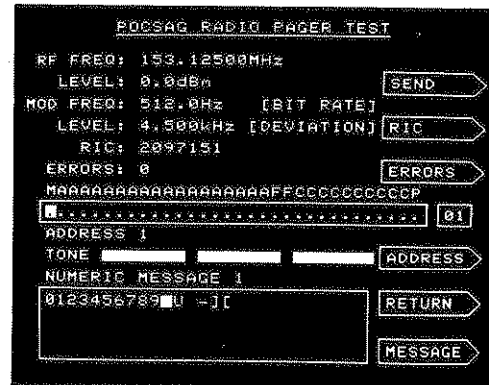 POCSAG RADIO PAGER TEST
RF FREQ: 153.12500MHz
LEVEL: 0.0dBm
SEND
MOD FREQ: 512.0Hz [BIT RATE]
LEVEL: 4.500kHz [DEVIATION]
RIC
RIC: 2097151
ERRORS: 0
ERRORS
MAAAAAAAAAAAAAAAAAAFFCCCCCCCCCCP
01
ADDRESS 1
TONE
ADDRESS
NUMERIC MESSAGE 1
0123456789 U -][
RETURN
MESSAGE